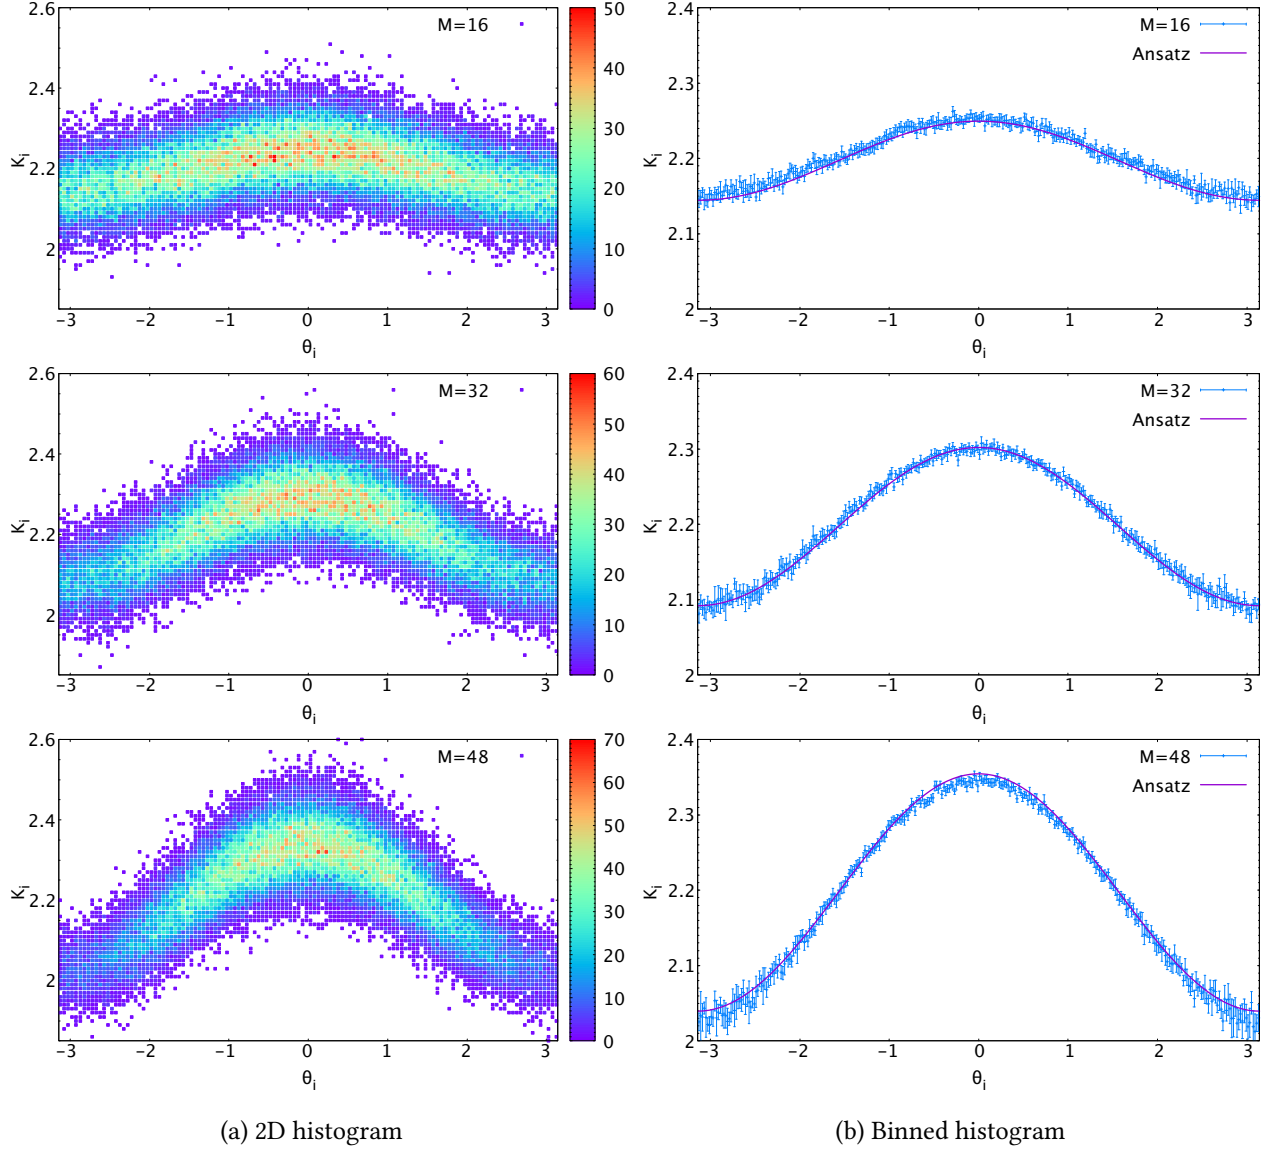 2.6
2.4
2.2
2
K_i
M=16
50
40
30
20
10
0
−3 −2 −1 0 1 2 3
θ_i
2.4
2.3
2.2
2.1
2
K_i
M=16
Ansatz
−3 −2 −1 0 1 2 3
θ_i
2.6
2.4
2.2
2
K_i
M=32
60
50
40
30
20
10
0
−3 −2 −1 0 1 2 3
θ_i
2.4
2.3
2.2
2.1
2
K_i
M=32
Ansatz
−3 −2 −1 0 1 2 3
θ_i
2.6
2.4
2.2
2
K_i
M=48
70
60
50
40
30
20
10
0
−3 −2 −1 0 1 2 3
θ_i
2.4
2.3
2.2
2.1
2
K_i
M=48
Ansatz
−3 −2 −1 0 1 2 3
θ_i
(a) 2D histogram
(b) Binned histogram